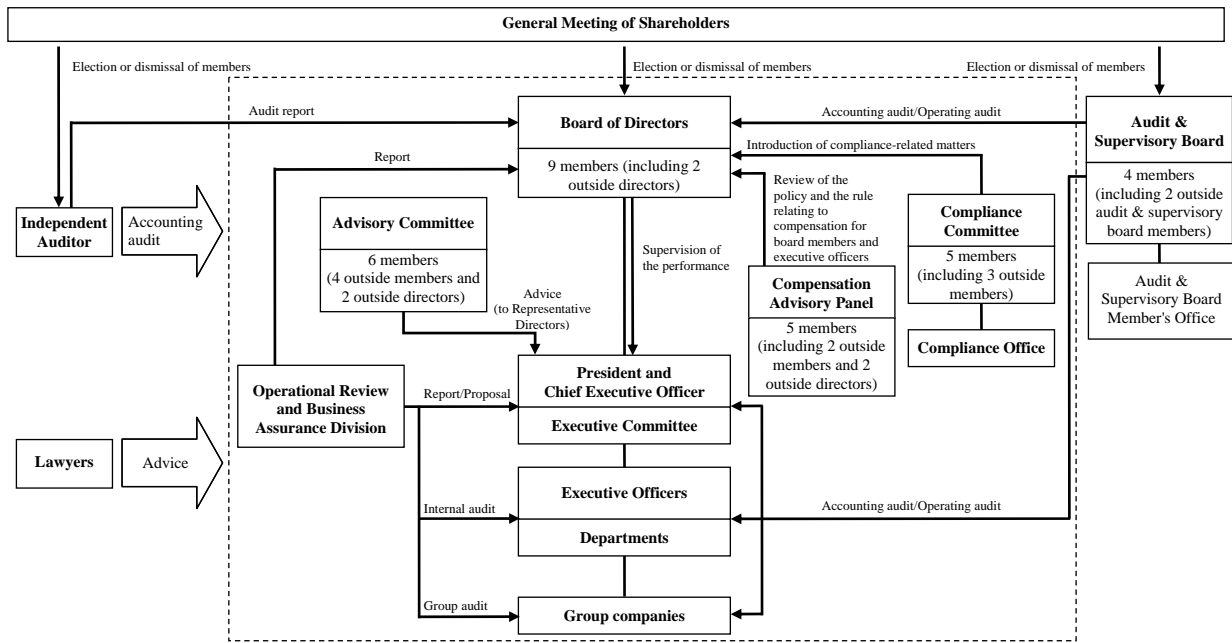 General Meeting of Shareholders
Election or dismissal of members
Election or dismissal of members
Election or dismissal of members
Audit report
Board of Directors
9 members (including 2
outside directors)
Accounting audit/Operating audit
Audit &
Supervisory Board
4 members
(including 2 outside
audit & supervisory
board members)
Audit &
Supervisory Board
Member's Office
Report
Introduction of compliance-related matters
Independent
Auditor
Accounting
audit
Advisory Committee
6 members
(4 outside members and
2 outside directors)
Advice
(to Representative
Directors)
Supervision of
the performance
Review of the
policy and the rule
relating to
compensation for
board members and
executive officers
Compensation
Advisory Panel
5 members
(including 2 outside
members and 2
outside directors)
Compliance
Committee
5 members
(including 3 outside
members)
Compliance Office
Operational Review
and Business
Assurance Division
Report/Proposal
President and
Chief Executive Officer
Executive Committee
Lawyers
Advice
Internal audit
Executive Officers
Departments
Accounting audit/Operating audit
Group audit
Group companies